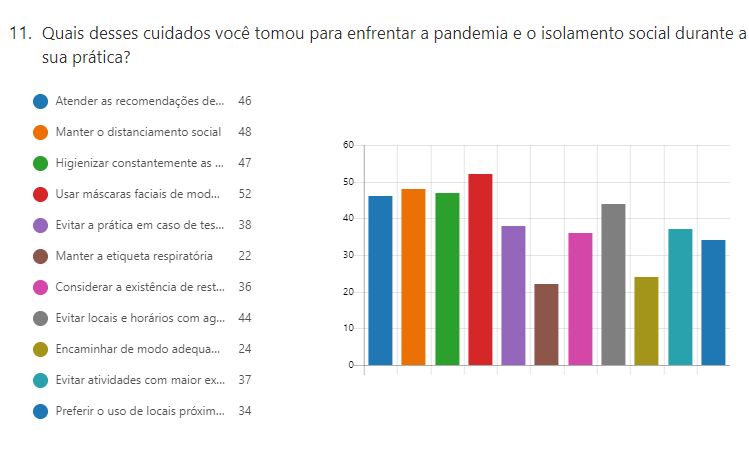 11. Quais desses cuidados você tomou para enfrentar a pandemia e o isolamento social durante a
sua prática?
Atender as recomendações de... 46
Manter o distanciamento social 48
Higienizar constantemente as ... 47
Usar máscaras faciais de mod... 52
Evitar a prática em caso de tes... 38
Manter a etiqueta respiratória 22
Considerar a existência de rest... 36
Evitar locais e horários com ag... 44
Encaminhar de modo adequa... 24
Evitar atividades com maior ex... 37
Preferir o uso de locais próxim... 34
60
50
40
30
20
10
0